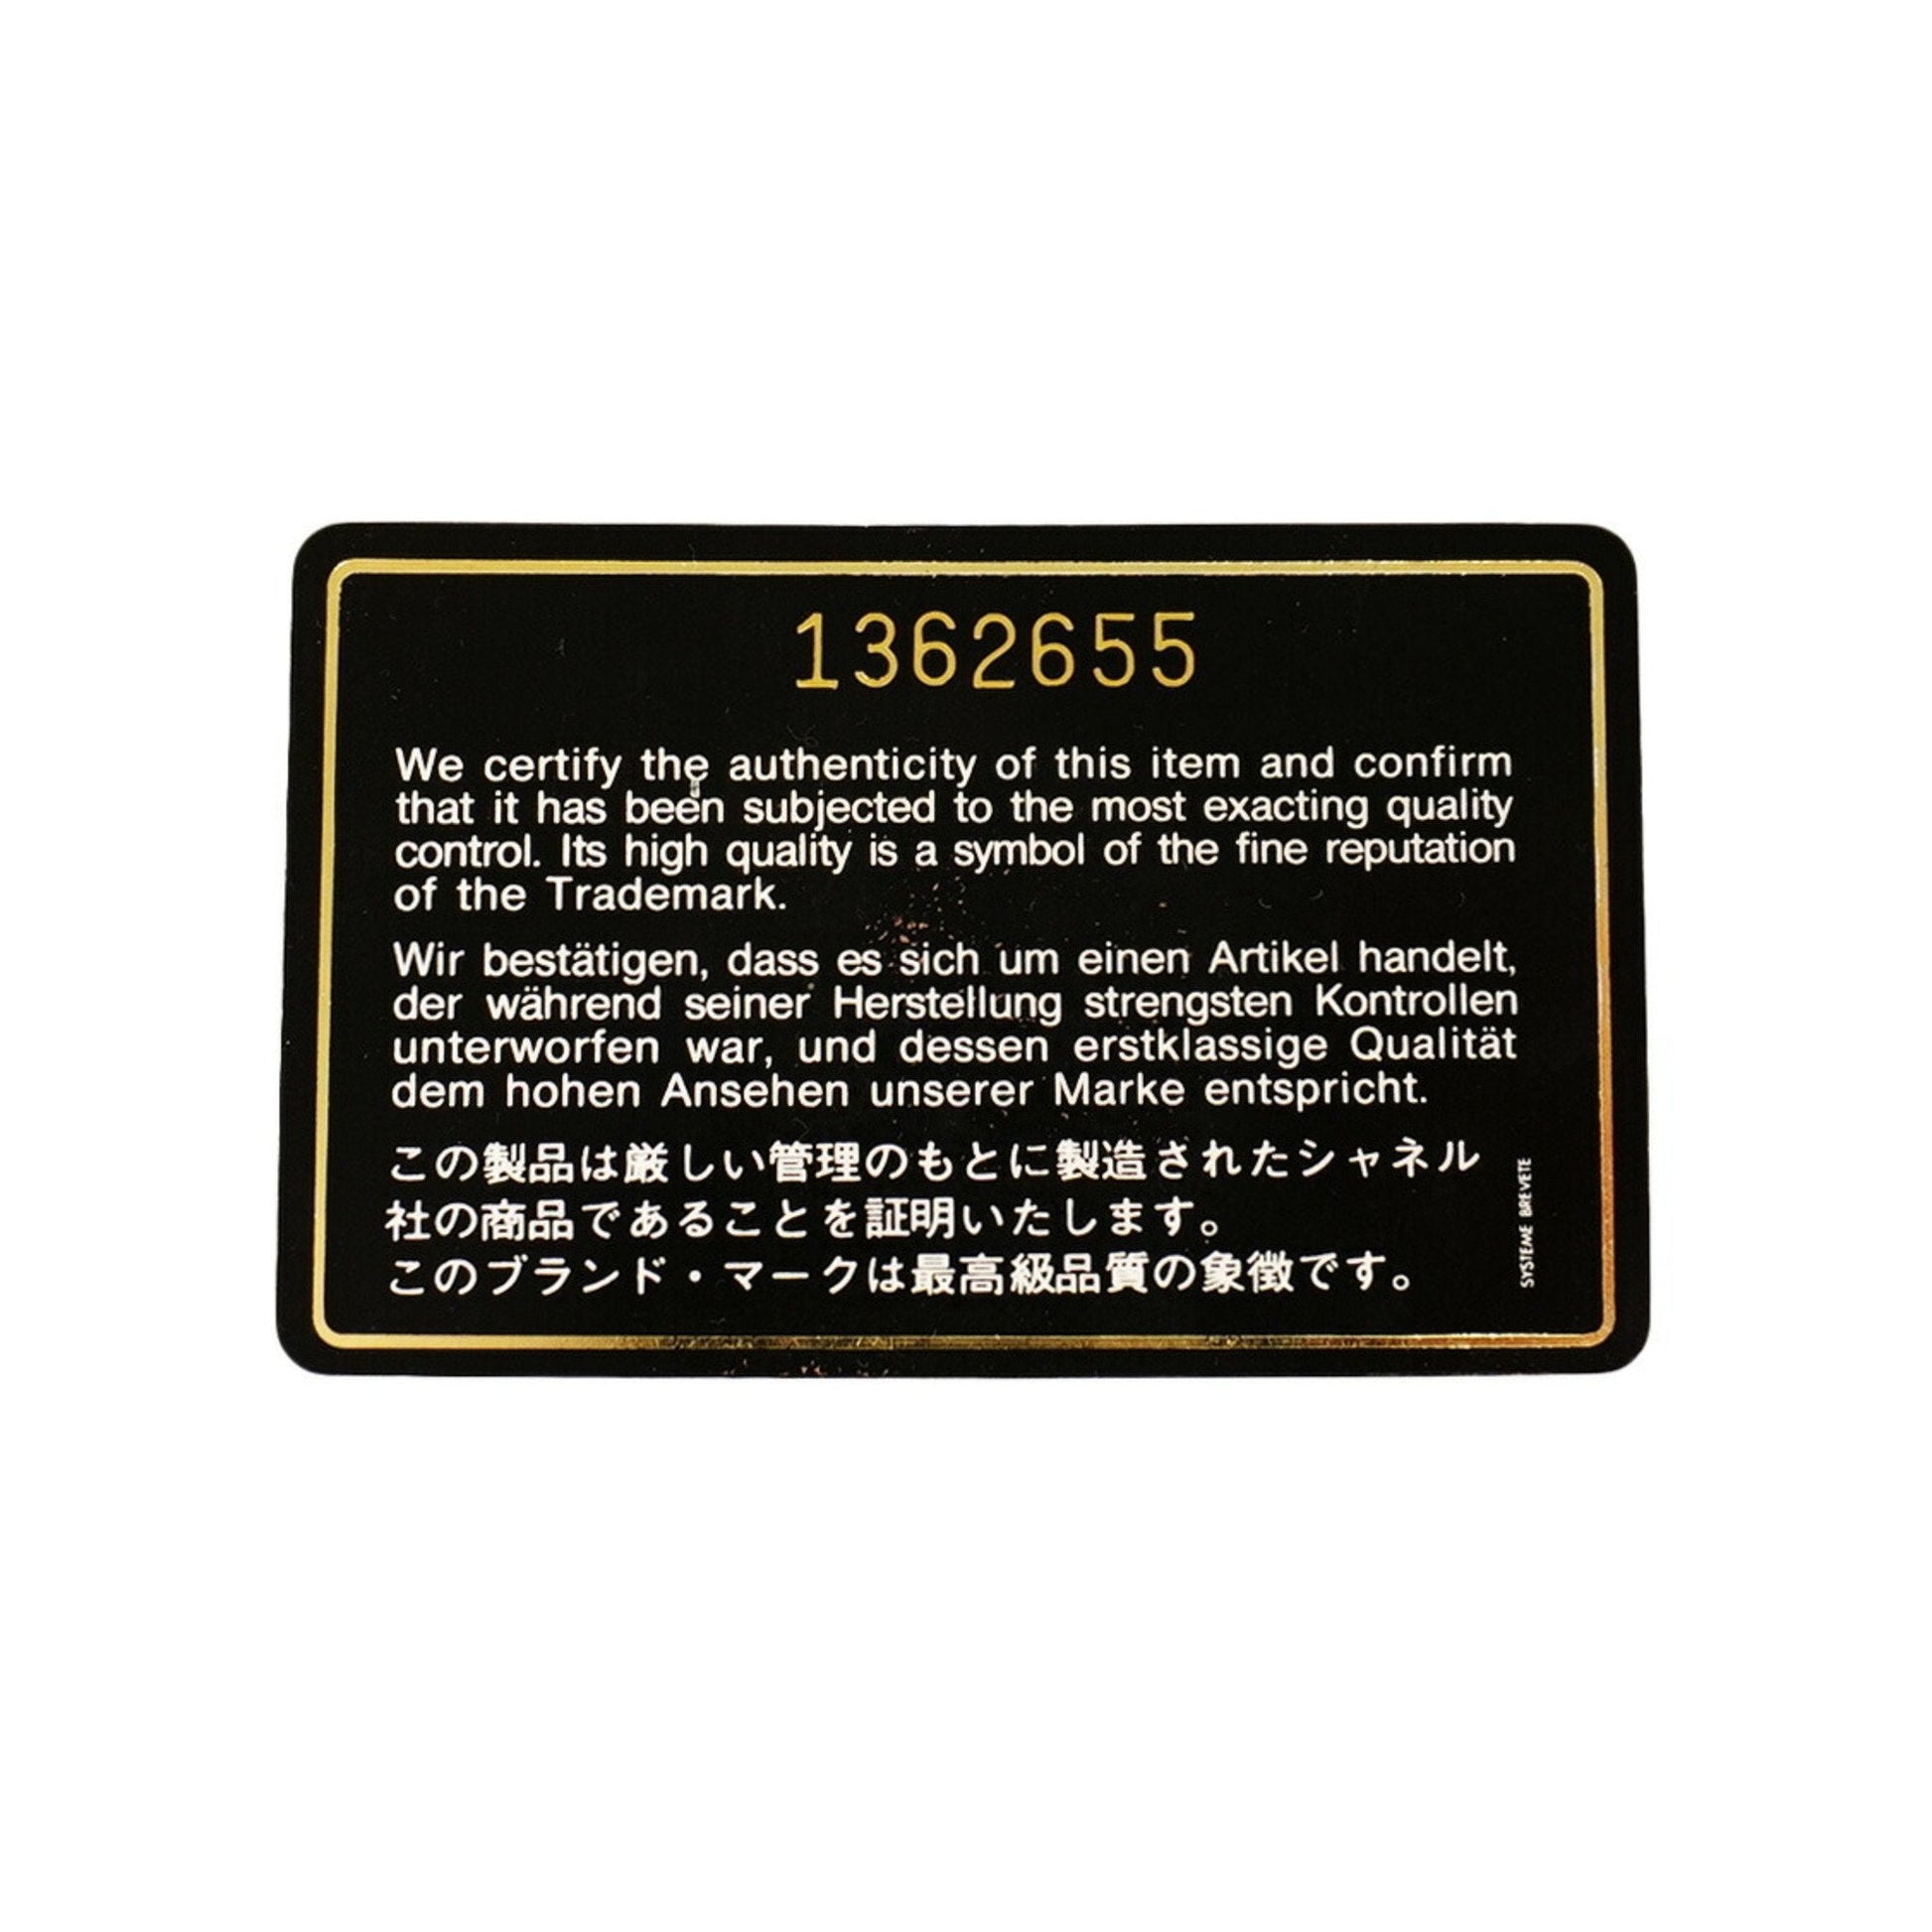 1362655
We certify the authenticity of this item and confirm
that it has been subjected to the most exacting quality
control. Its high quality is a symbol of the fine reputation
of the Trademark.
Wir bestätigen, dass es sich um einen Artikel handelt,
der während seiner Herstellung strengsten Kontrollen
unterworfen war, und dessen erstklassige Qualität
dem hohen Ansehen unserer Marke entspricht.
この製品は厳しい管理のもとに製造されたシャネル
社の商品であることを証明いたします。
このブランド・マークは最高級品質の象徴です。
SYSTEME BREVETE